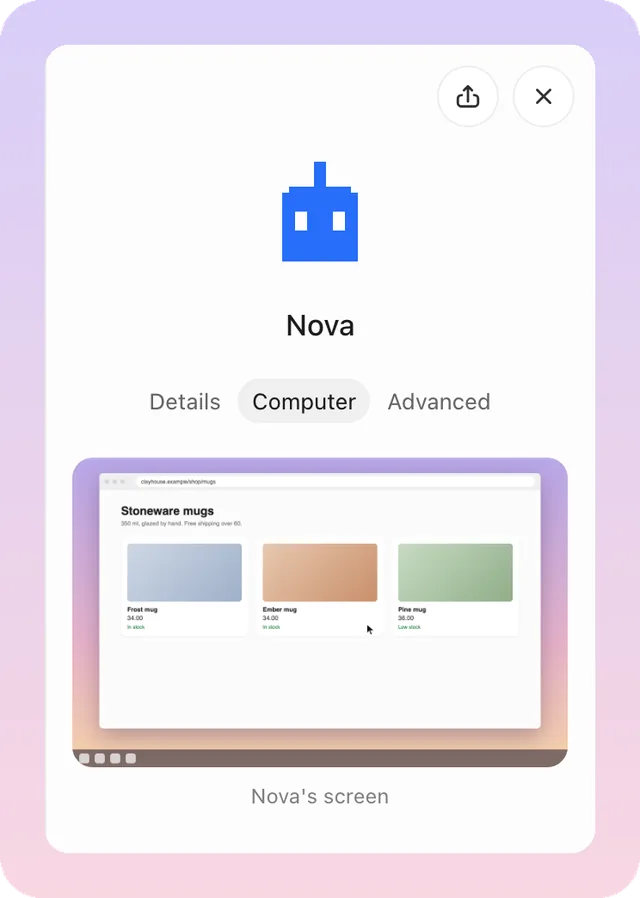 Nova
Details Computer Advanced
clayhouse.example/shop/mugs
Stoneware mugs
350 ml, glazed by hand. Free shipping over 60.
Frost mug
34.00
In stock
Ember mug
34.00
In stock
Pine mug
36.00
Low stock
Nova's screen